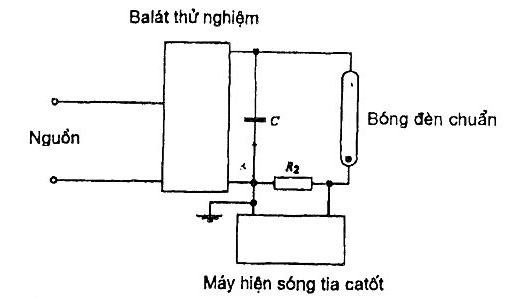 Balát thử nghiệm
C
Bóng đèn chuẩn
Nguồn
R2
Máy hiện sóng tia catốt